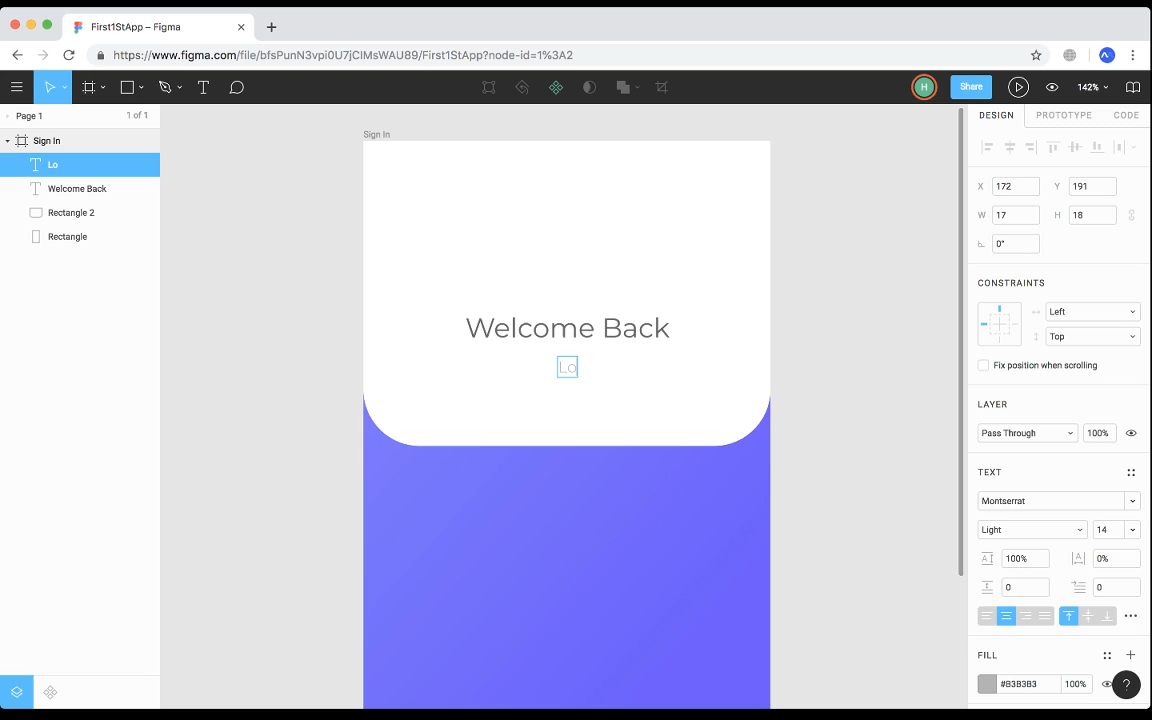 First1StApp – Figma
https://www.figma.com/file/bfsPunN3vpi0U7jCIMsWAU89/First1StApp?node-id=1%3A2
H
Share
142%
Page 1
1 of 1
Sign In
Lo
Welcome Back
Rectangle 2
Rectangle
Sign In
Welcome Back
Lo
DESIGN
PROTOTYPE
CODE
X 172
Y 191
W 17
H 18
0°
CONSTRAINTS
Left
Top
Fix position when scrolling
LAYER
Pass Through
100%
TEXT
Montserrat
Light
14
100%
0%
0
0
FILL
#B3B3B3
100%
?